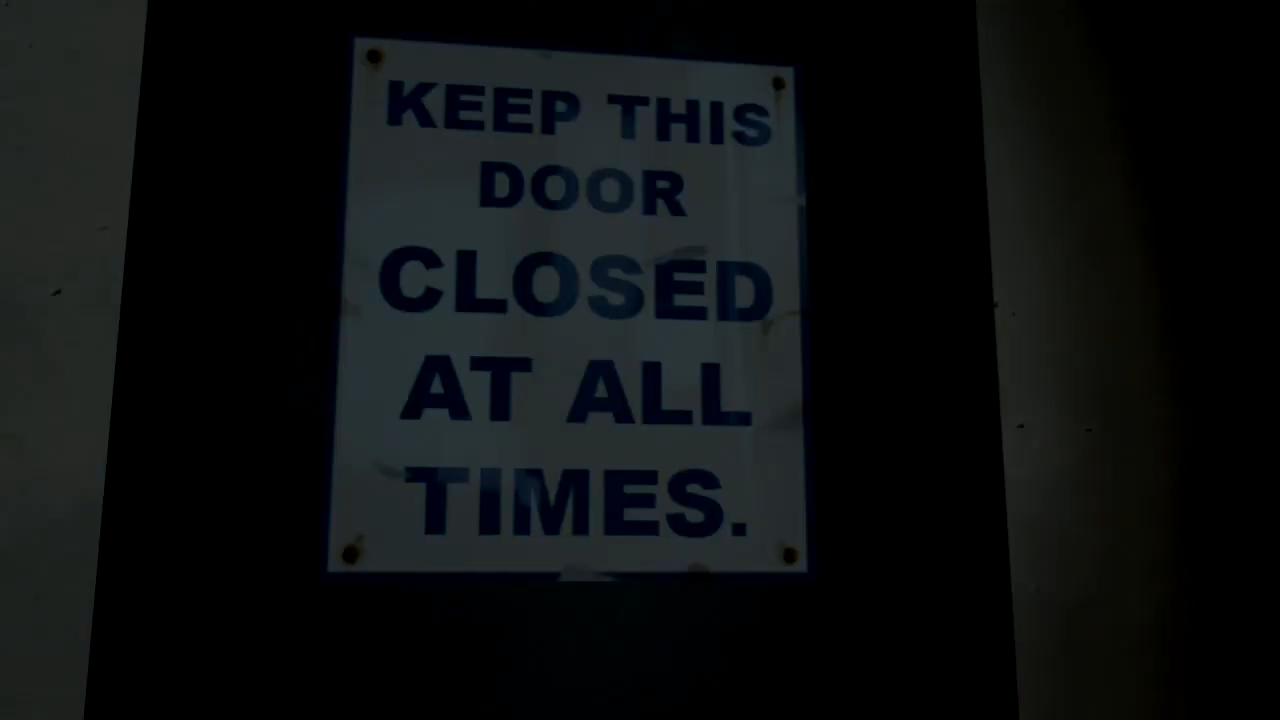 KEEP THIS
DOOR
CLOSED
AT ALL
TIMES.